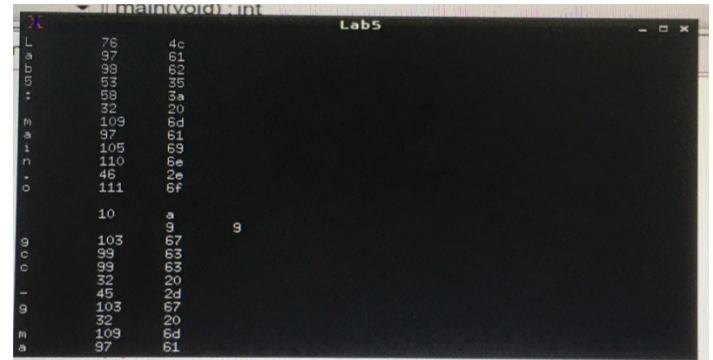 main(void) : int
Lab5
L 76 4c
a 97 61
b 98 62
5 53 35
: 58 3a
32 20
m 109 6d
a 97 61
i 105 69
n 110 6e
. 46 2e
o 111 6f
10 a
9 9
g 103 67
c 99 63
c 99 63
32 20
- 45 2d
g 103 67
32 20
m 109 6d
a 97 61